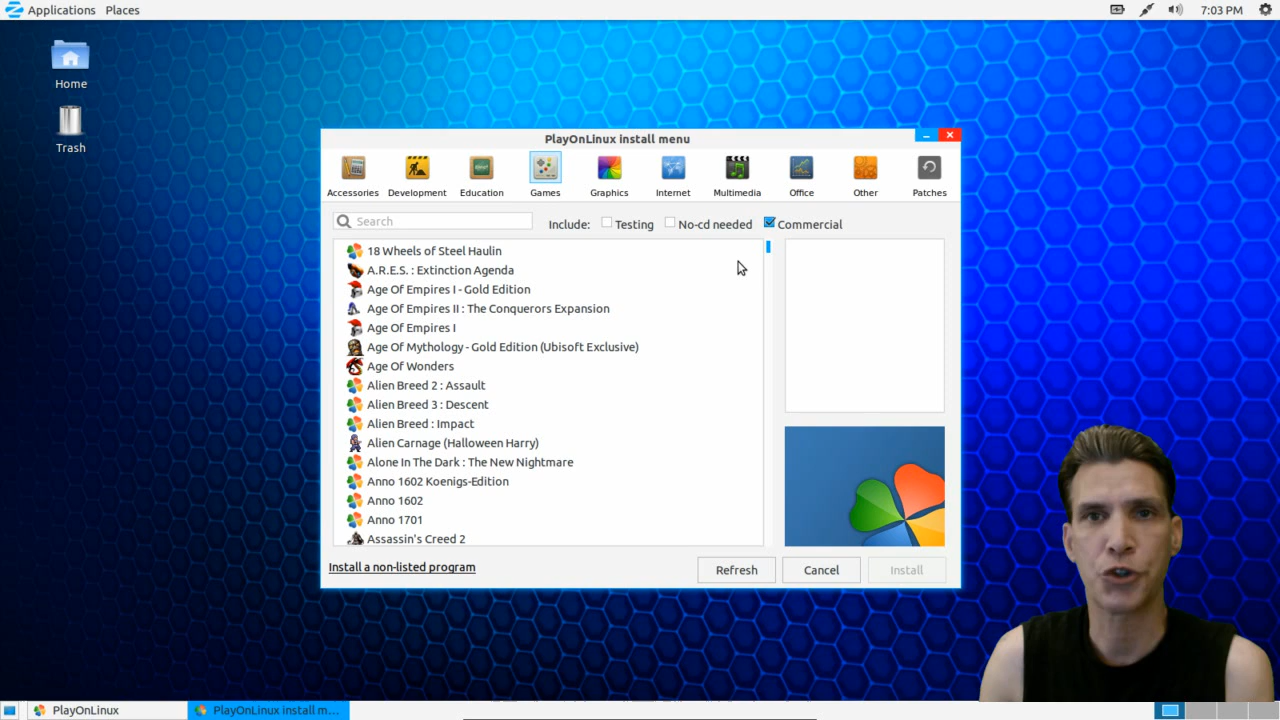 Applications Places 7:03 PM
Home
Trash
PlayOnLinux install menu
Accessories Development Education Games Graphics Internet Multimedia Office Other Patches
Search Include: Testing No-cd needed Commercial
18 Wheels of Steel Haulin
A.R.E.S. : Extinction Agenda
Age Of Empires I - Gold Edition
Age Of Empires II : The Conquerors Expansion
Age Of Empires I
Age Of Mythology - Gold Edition (Ubisoft Exclusive)
Age Of Wonders
Alien Breed 2 : Assault
Alien Breed 3 : Descent
Alien Breed : Impact
Alien Carnage (Halloween Harry)
Alone In The Dark : The New Nightmare
Anno 1602 Koenigs-Edition
Anno 1602
Anno 1701
Assassin's Creed 2
Install a non-listed program Refresh Cancel Install
PlayOnLinux PlayOnLinux install m...